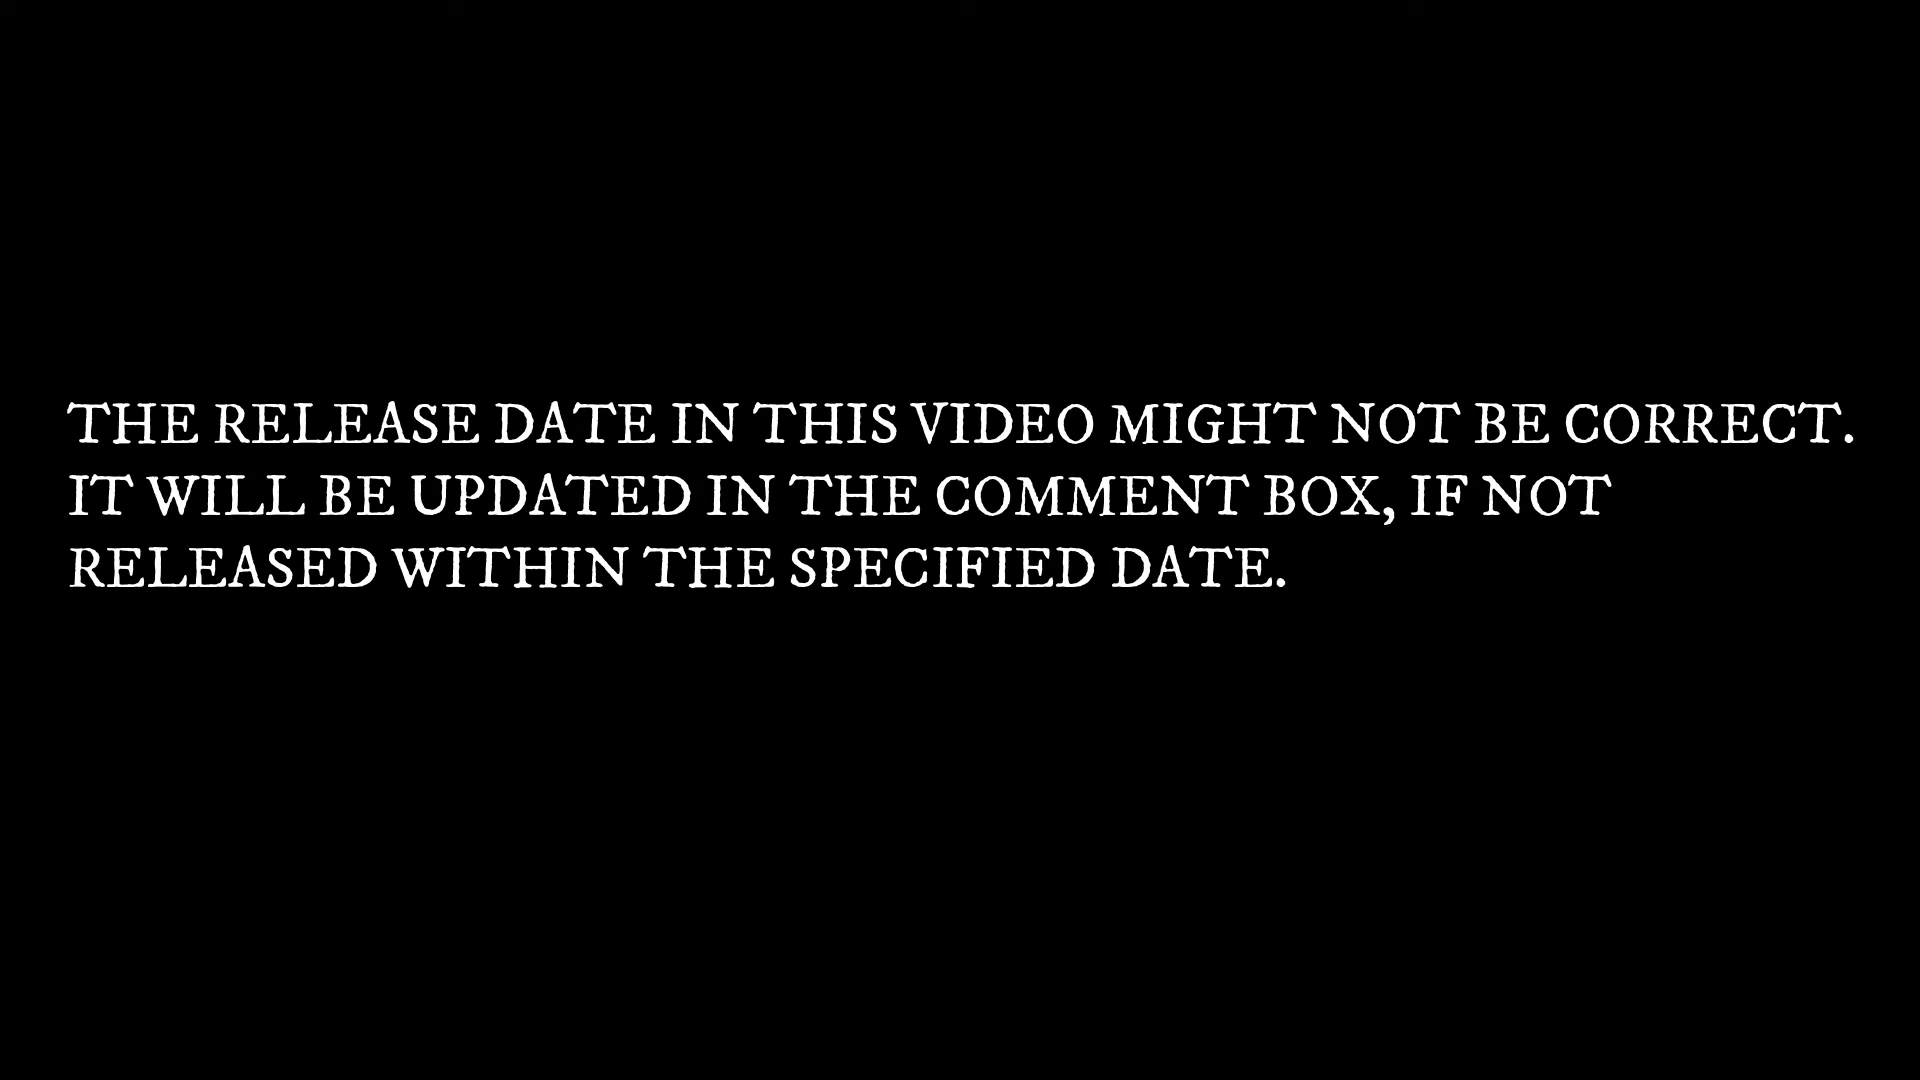 THE RELEASE DATE IN THIS VIDEO MIGHT NOT BE CORRECT.
IT WILL BE UPDATED IN THE COMMENT BOX, IF NOT
RELEASED WITHIN THE SPECIFIED DATE.